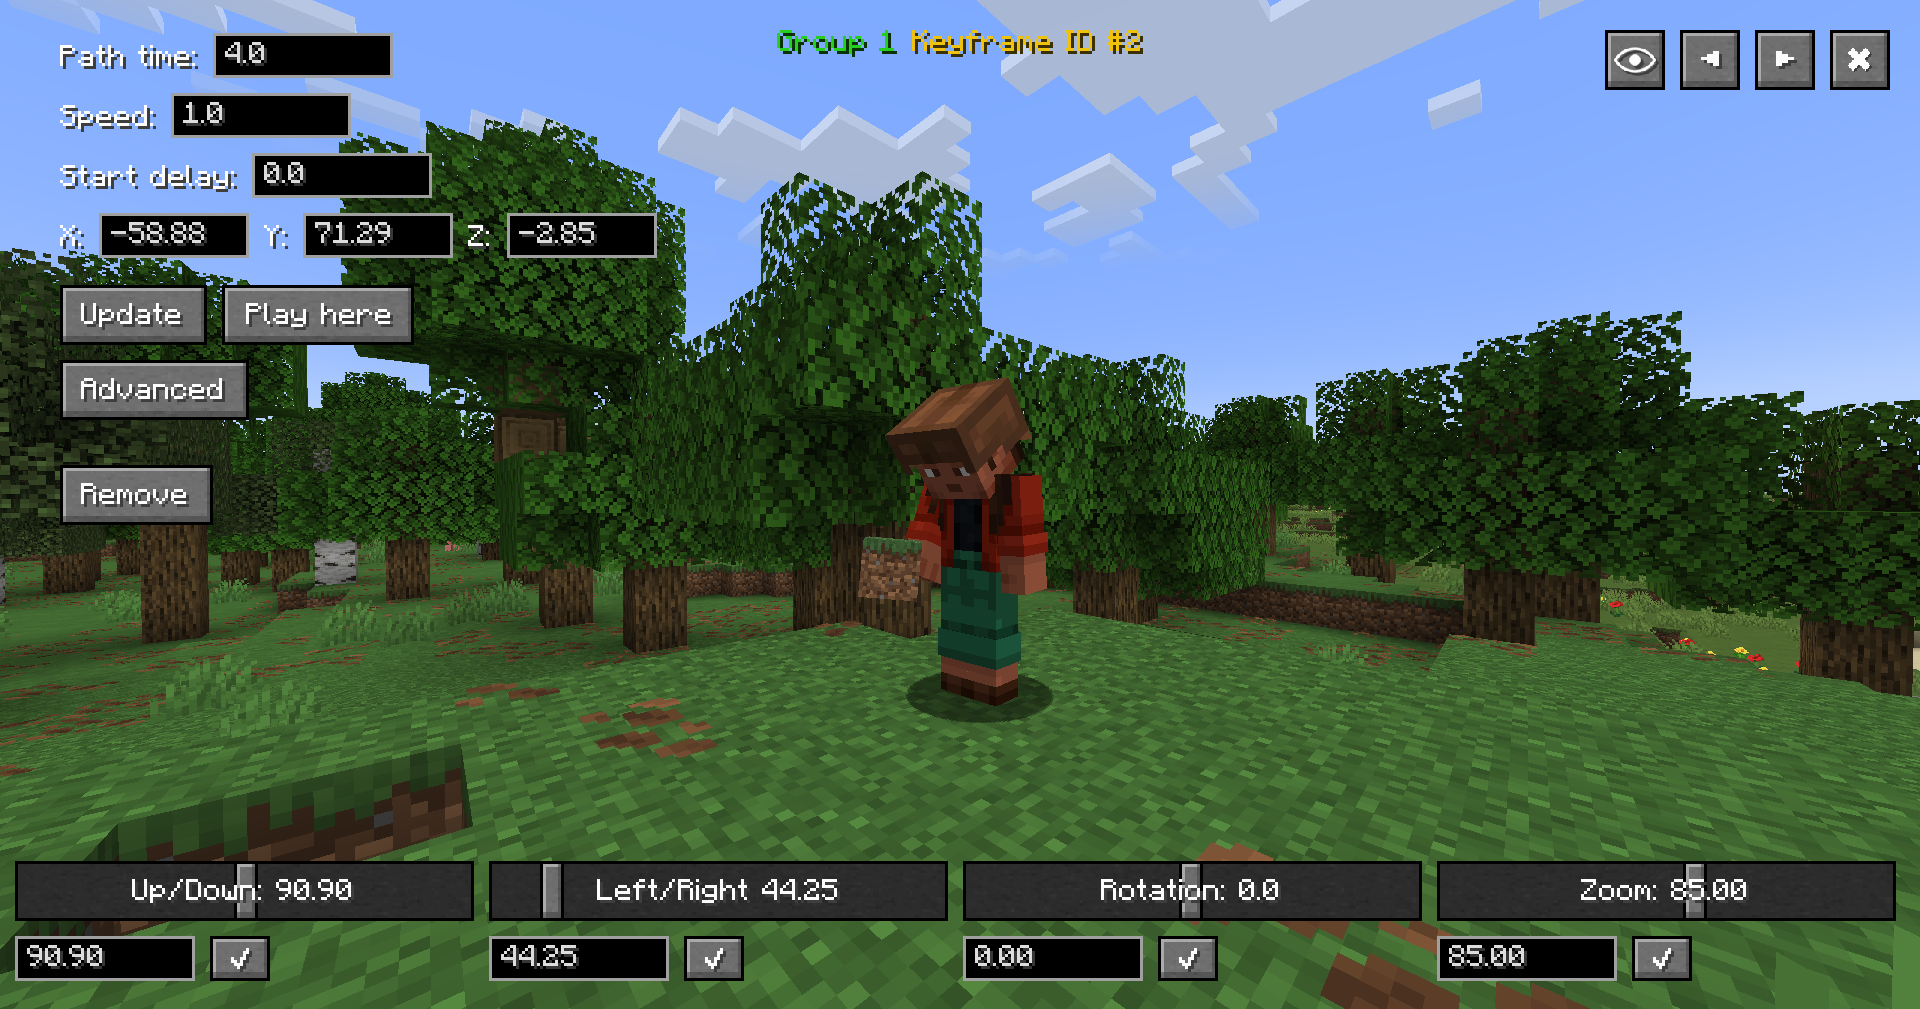 Group 1 Keyframe ID #2
Path time: 4.0
Speed: 1.0
Start delay: 0.0
X: -58.88 Y: 71.29 Z: -2.85
Update Play here
Advanced
Remove
Up/Down: 90.90 Left/Right 44.25 Rotation: 0.0 Zoom: 85.00
90.90 44.25 0.00 85.00